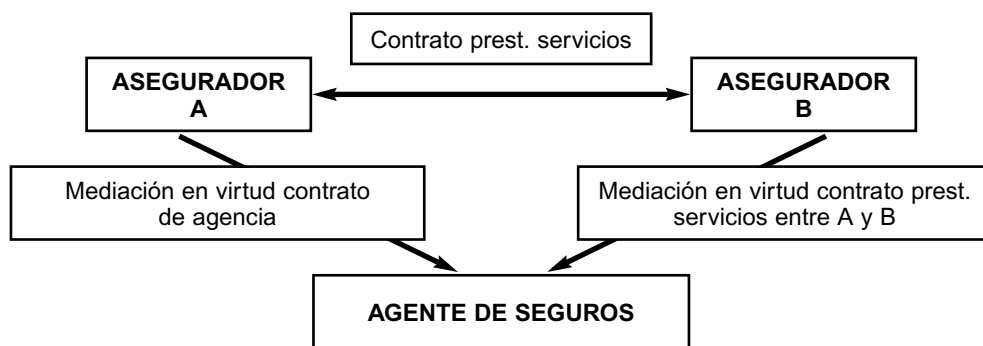 Contrato prest. servicios
ASEGURADOR
A
ASEGURADOR
B
Mediación en virtud contrato
de agencia
Mediación en virtud contrato prest.
servicios entre A y B
AGENTE DE SEGUROS